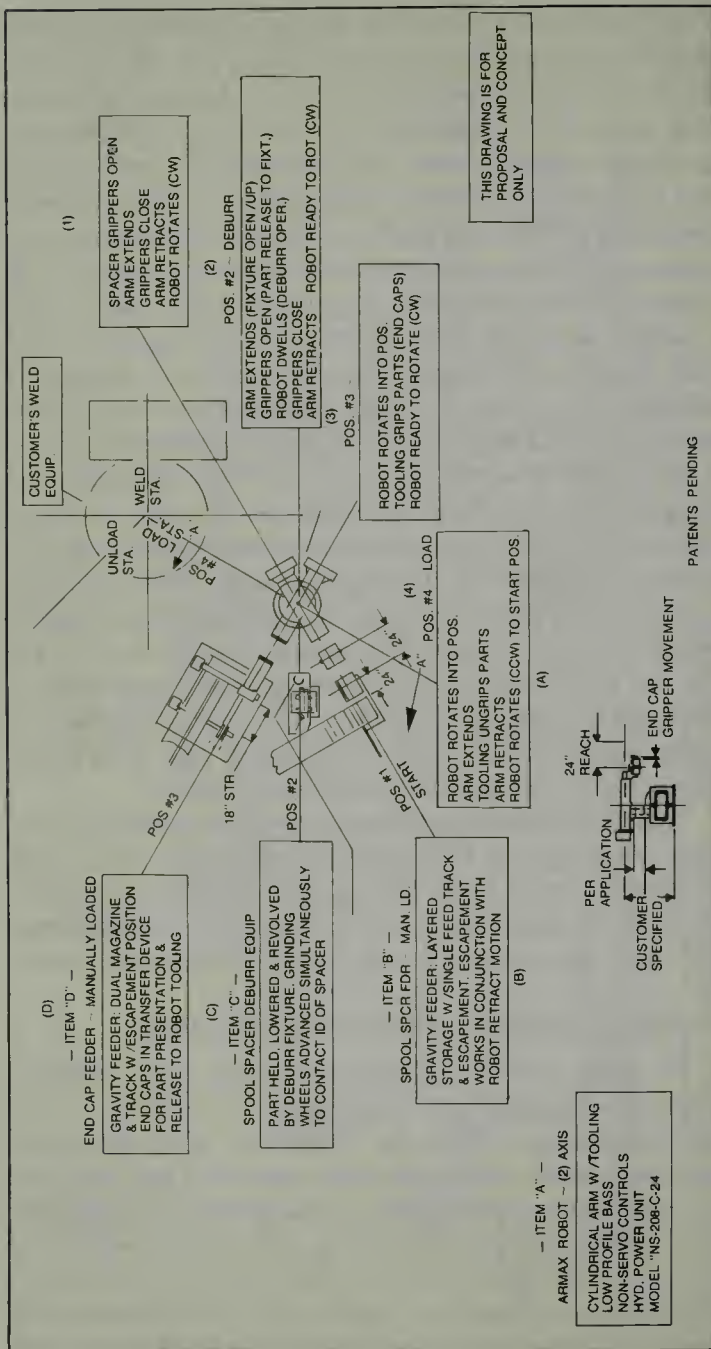 (D)
— ITEM "D" —
END CAP FEEDER ~ MANUALLY LOADED
GRAVITY FEEDER: DUAL MAGAZINE
& TRACK W /ESCAPEMENT POSITION
END CAPS IN TRANSFER DEVICE
FOR PART PRESENTATION &
RELEASE TO ROBOT TOOLING
(C)
— ITEM "C" —
SPOOL SPACER DEBURR EQUIP
PART HELD, LOWERED & REVOLVED
BY DEBURR FIXTURE. GRINDING
WHEELS ADVANCED SIMULTANEOUSLY
TO CONTACT ID OF SPACER
— ITEM "B" —
SPOOL SPCR FDR - MAN. LD.
GRAVITY FEEDER: LAYERED
STORAGE W /SINGLE FEED TRACK
& ESCAPEMENT. ESCAPEMENT
WORKS IN CONJUNCTION WITH
ROBOT RETRACT MOTION
(B)
— ITEM "A" —
ARMAX ROBOT ~ (2) AXIS
CYLINDRICAL ARM W /TOOLING
LOW PROFILE BASS
NON-SERVO CONTROLS
HYD. POWER UNIT
MODEL "NS-208-C-24
POS #3
18" STR
POS #2
"C"
POS #1
START
24"
24"
"A"
CUSTOMER'S WELD
EQUIP.
UNLOAD
STA.
WELD
STA.
LOAD
STA.
"A"
POS #4
(1)
SPACER GRIPPERS OPEN
ARM EXTENDS
GRIPPERS CLOSE
ARM RETRACTS
ROBOT ROTATES (CW)
(2)
POS. #2 ~ DEBURR
ARM EXTENDS (FIXTURE OPEN /UP)
GRIPPERS OPEN (PART RELEASE TO FIXT.)
ROBOT DWELLS (DEBURR OPER.)
GRIPPERS CLOSE
ARM RETRACTS - ROBOT READY TO ROT (CW)
(3)
POS. #3 -
ROBOT ROTATES INTO POS.
TOOLING GRIPS PARTS (END CAPS)
ROBOT READY TO ROTATE (CW)
(4)
POS. #4 - LOAD
ROBOT ROTATES INTO POS.
ARM EXTENDS
TOOLING UNGRIPS PARTS
ARM RETRACTS
ROBOT ROTATES (CCW) TO START POS.
(A)
24"
REACH
PER
APPLICATION
CUSTOMER
SPECIFIED
END CAP
GRIPPER MOVEMENT
THIS DRAWING IS FOR
PROPOSAL AND CONCEPT
ONLY
PATENTS PENDING